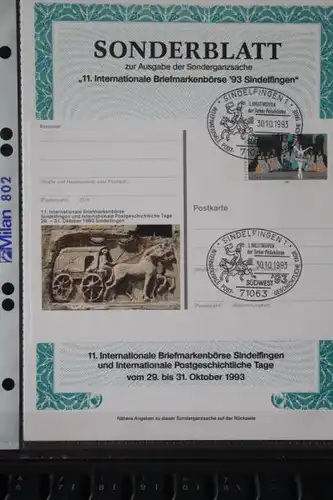 SONDERBLATT
zur Ausgabe der Sonderganzsache
„11. Internationale Briefmarkenbörse '93 Sindelfingen"
SINDELFINGEN 1
30.10.1993
Postkarte
11. Internationale Briefmarkenbörse
Sindelfingen und Internationale Postgeschichtliche Tage
29. – 31. Oktober 1993 Sindelfingen
SINDELFINGEN 1
30.10.1993
SÜDWEST 93
71063
11. Internationale Briefmarkenbörse Sindelfingen
und Internationale Postgeschichtliche Tage
vom 29. bis 31. Oktober 1993
Nähere Angaben zu dieser Sonderganzsache auf der Rückseite
Milan 802